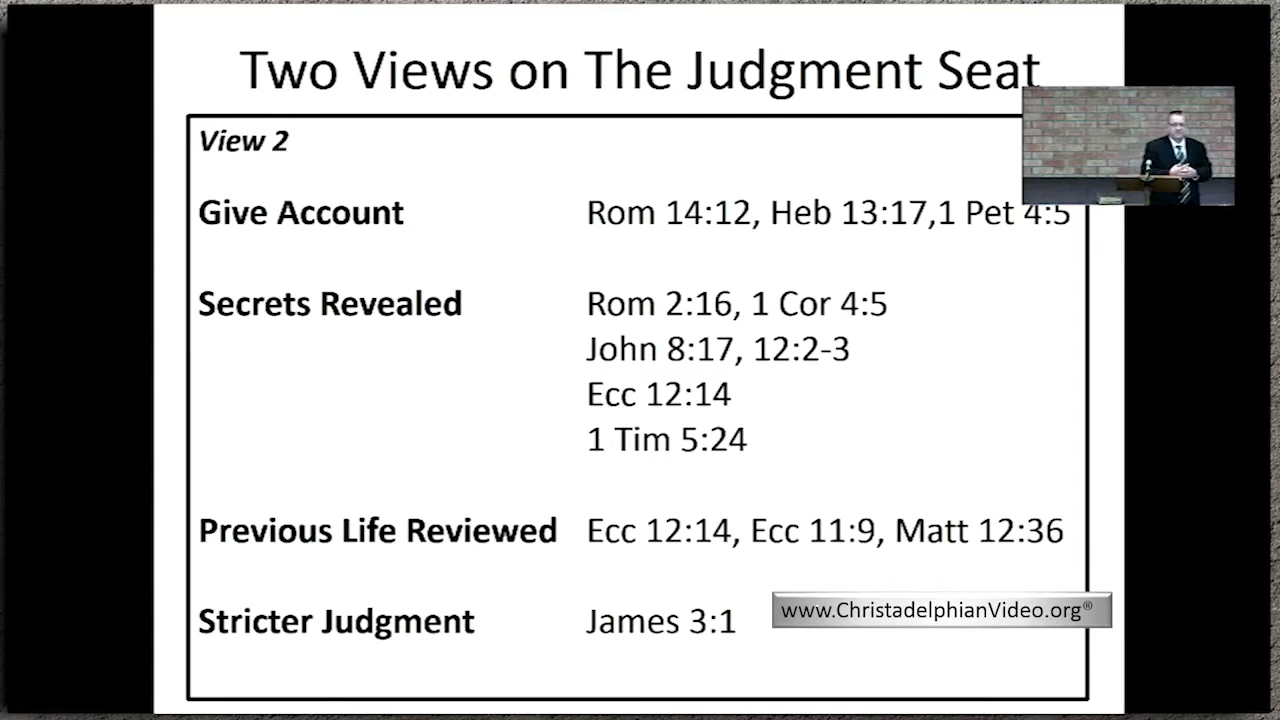 Two Views on The Judgment Seat
View 2
Give Account Rom 14:12, Heb 13:17,1 Pet 4:5
Secrets Revealed Rom 2:16, 1 Cor 4:5
John 8:17, 12:2-3
Ecc 12:14
1 Tim 5:24
Previous Life Reviewed Ecc 12:14, Ecc 11:9, Matt 12:36
Stricter Judgment James 3:1
www.ChristadelphianVideo.org®